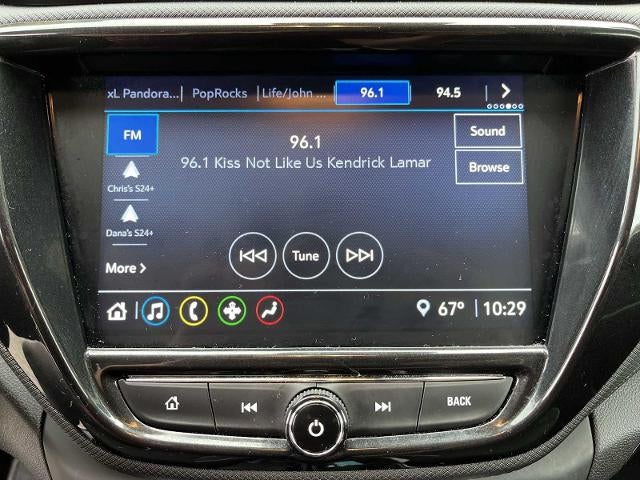 xL Pandora... PopRocks Life/John ... 96.1 94.5
FM
96.1
Sound
96.1 Kiss Not Like Us Kendrick Lamar
Browse
Chris's S24+
Dana's S24+
Tune
More
67° 10:29
BACK